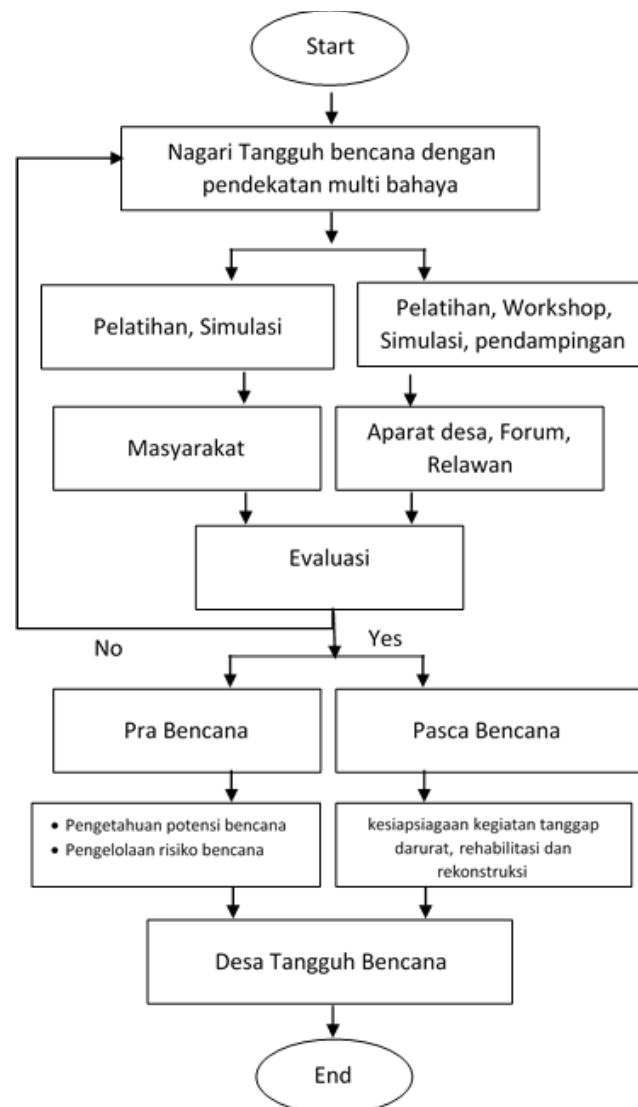 Start
Nagari Tangguh bencana dengan
pendekatan multi bahaya
Pelatihan, Simulasi
Pelatihan, Workshop,
Simulasi, pendampingan
Masyarakat
Aparat desa, Forum,
Relawan
Evaluasi
No
Yes
Pra Bencana
Pasca Bencana
• Pengetahuan potensi bencana
• Pengelolaan risiko bencana
kesiapsiagaan kegiatan tanggap
darurat, rehabilitasi dan
rekonstruksi
Desa Tangguh Bencana
End